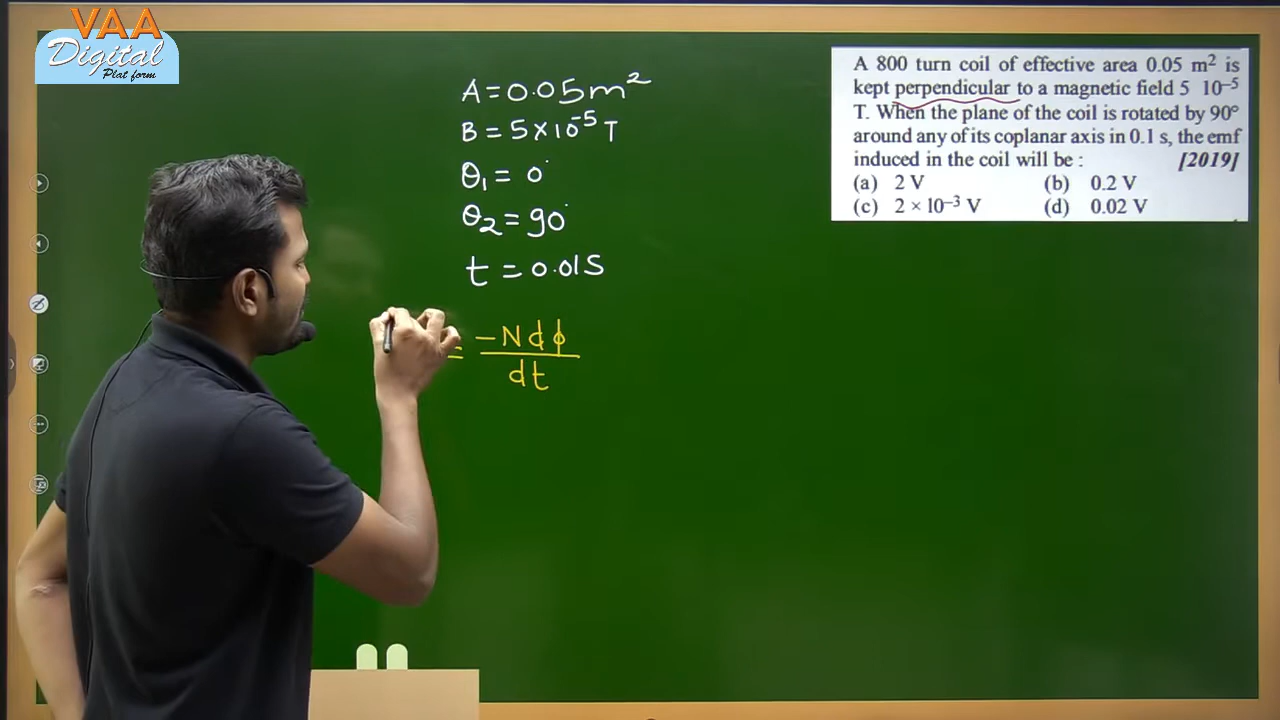 VAA
Digital
Plat form
A = 0.05m²
B = 5×10⁻⁵ T
θ₁ = 0°
θ₂ = 90°
t = 0.01S
= -Ndϕ
dt
A 800 turn coil of effective area 0.05 m² is
kept perpendicular to a magnetic field 5 10⁻⁵
T. When the plane of the coil is rotated by 90°
around any of its coplanar axis in 0.1 s, the emf
induced in the coil will be : [2019]
(a) 2 V (b) 0.2 V
(c) 2 × 10⁻³ V (d) 0.02 V